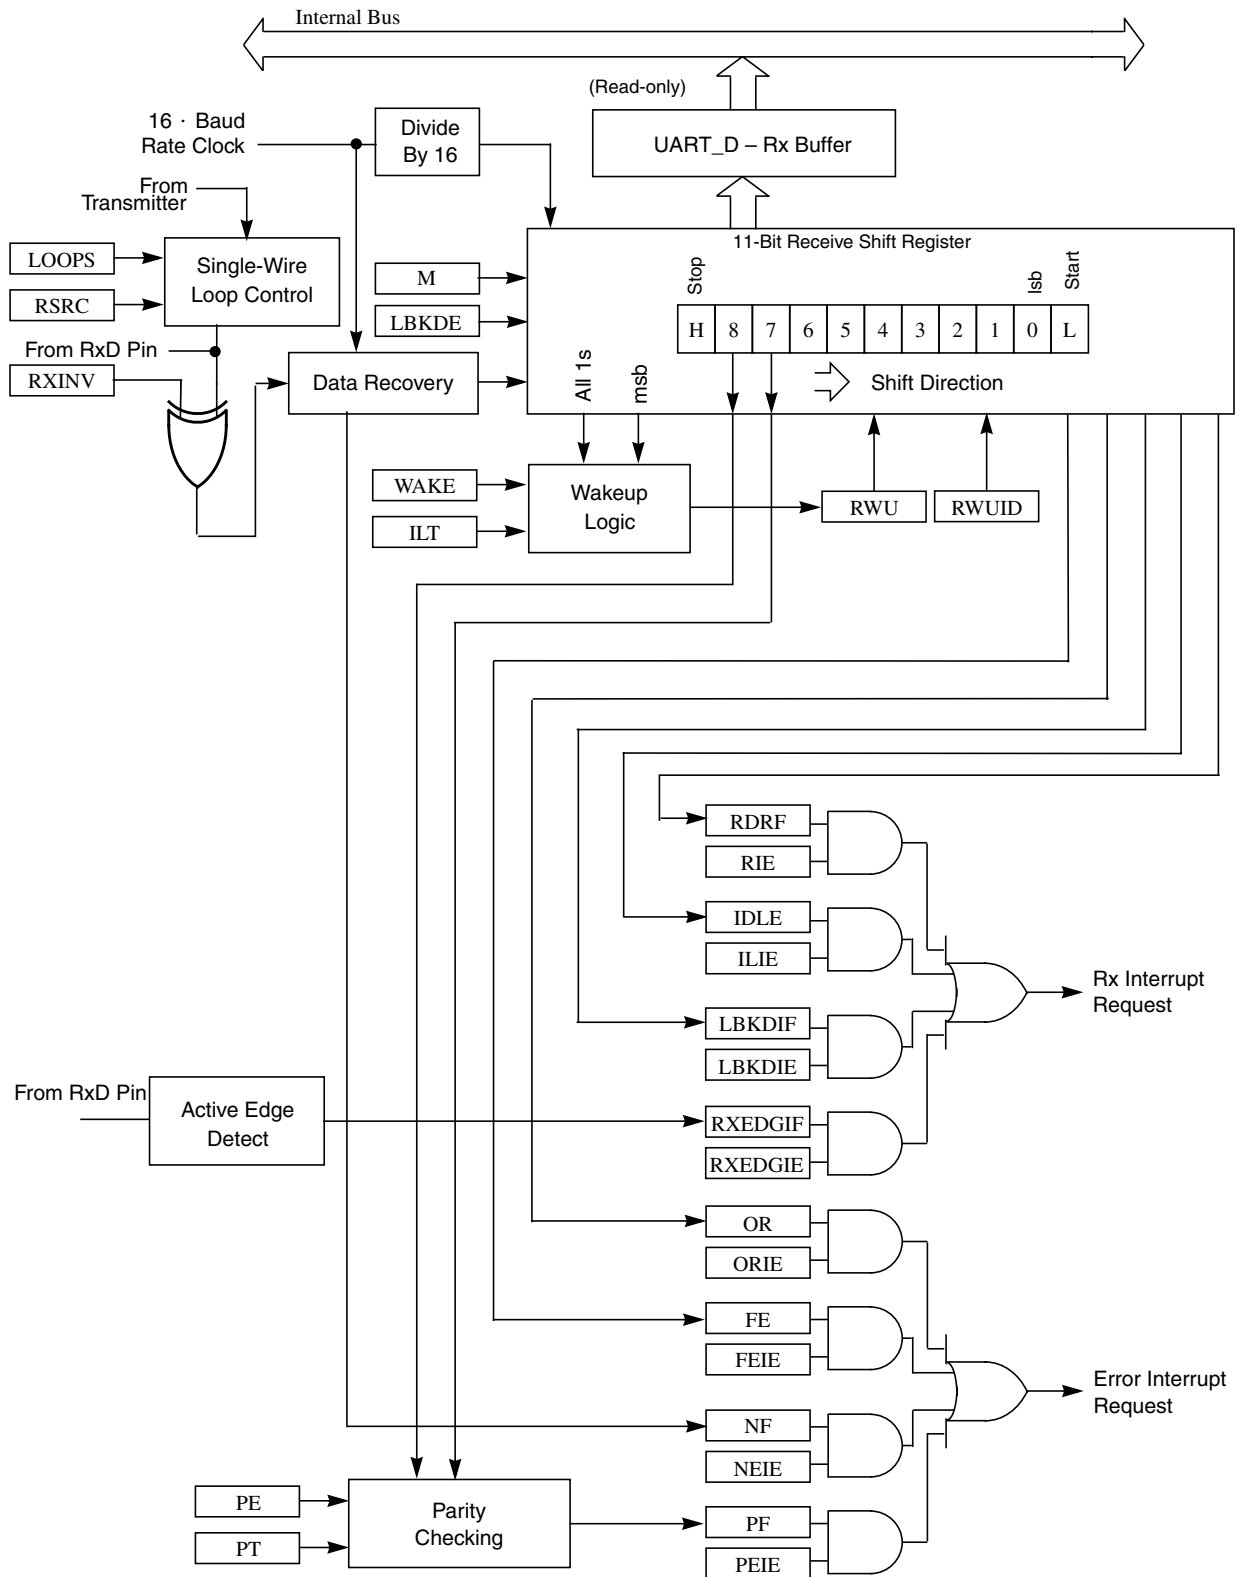 Internal Bus
(Read-only)
16 · Baud
Rate Clock
Divide
By 16
UART_D – Rx Buffer
From
Transmitter
11-Bit Receive Shift Register
LOOPS
Single-Wire
Loop Control
RSRC
M
LBKDE
Stop
lsb
Start
H 8 7 6 5 4 3 2 1 0 L
From RxD Pin
RXINV
Data Recovery
All 1s
msb
Shift Direction
WAKE
ILT
Wakeup
Logic
RWU
RWUID
RDRF
RIE
IDLE
ILIE
Rx Interrupt
Request
LBKDIF
LBKDIE
From RxD Pin
Active Edge
Detect
RXEDGIF
RXEDGIE
OR
ORIE
FE
FEIE
Error Interrupt
Request
NF
NEIE
PE
PT
Parity
Checking
PF
PEIE